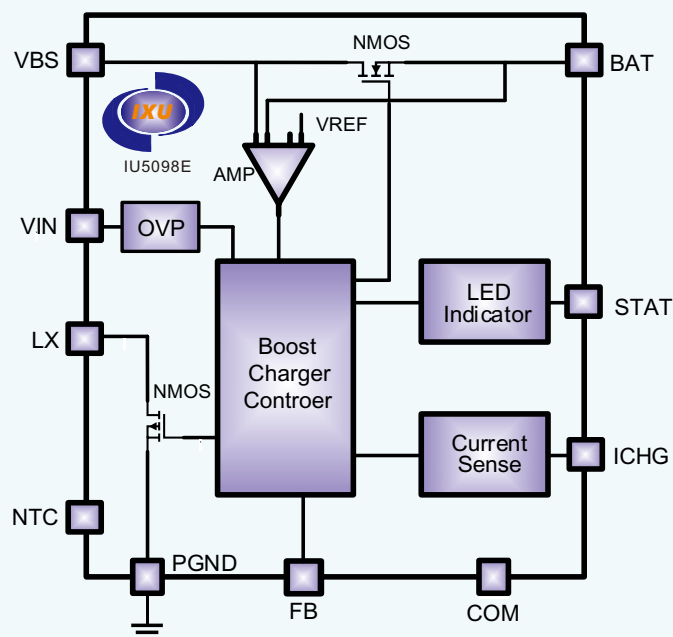 NMOS
VBS
BAT
IXU
VREF
IU5098E
AMP
VIN
OVP
LED
Indicator
STAT
LX
Boost
Charger
Controer
NMOS
Current
Sense
ICHG
NTC
PGND
FB
COM